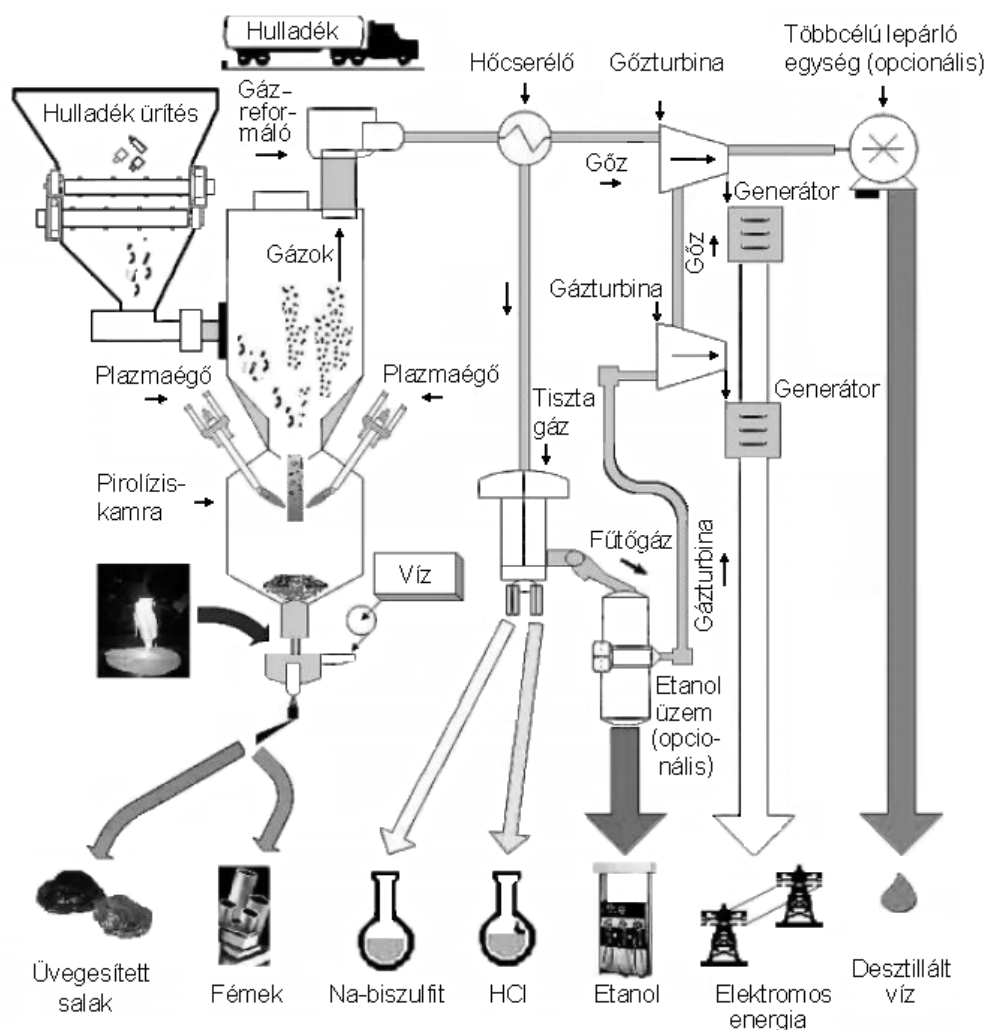 Hulladék
Hőcserélő
Gőzturbina
Többcélú lepárló
egység (opcionális)
Hulladék ürítés
Gáz–
refor-
máló
Gőz
Generátor
Gőz
Gázok
Gázturbina
Plazmaégő
Plazmaégő
Generátor
Tiszta
gáz
Pirolízis-
kamra
Fűtőgáz
Gázturbina
Víz
Etanol
üzem
(opcio-
nális)
Üvegesített
salak
Fémek
Na-biszulfit
HCl
Etanol
Elektromos
energia
Desztillált
víz